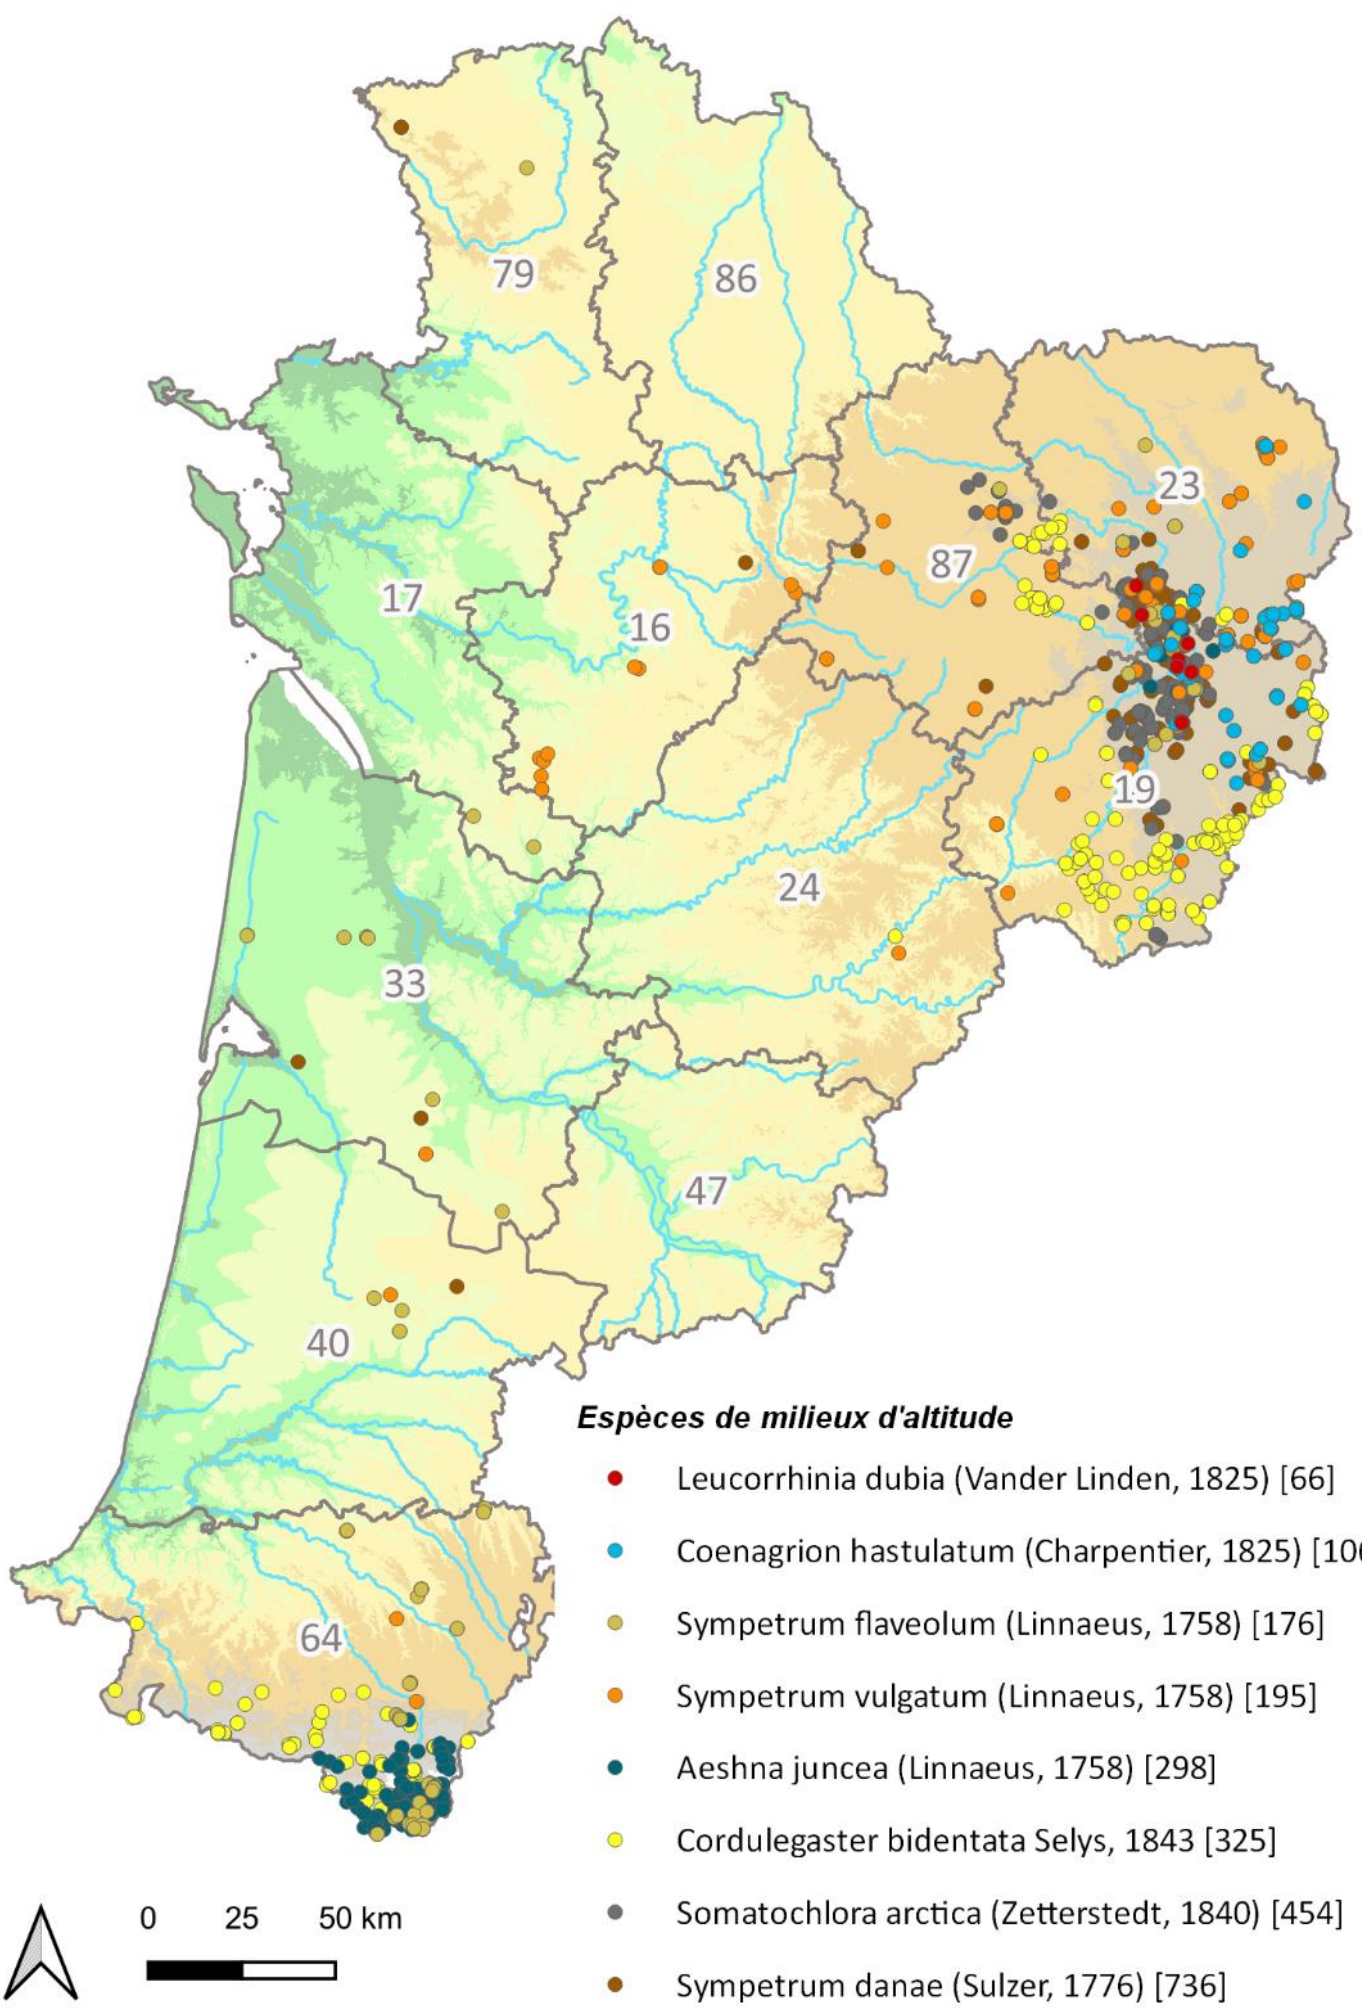 79
86
23
87
17
16
19
24
33
47
40
Espèces de milieux d'altitude
Leucorrhinia dubia (Vander Linden, 1825) [66]
Coenagrion hastulatum (Charpentier, 1825)
Sympetrum flaveolum (Linnaeus, 1758) [176]
64
Sympetrum vulgatum (Linnaeus, 1758) [195]
Aeshna juncea (Linnaeus, 1758) [298]
Cordulegaster bidentata Selys, 1843 [325]
Somatochlora arctica (Zetterstedt, 1840) [454]
Sympetrum danae (Sulzer, 1776) [736]
0 25 50 km